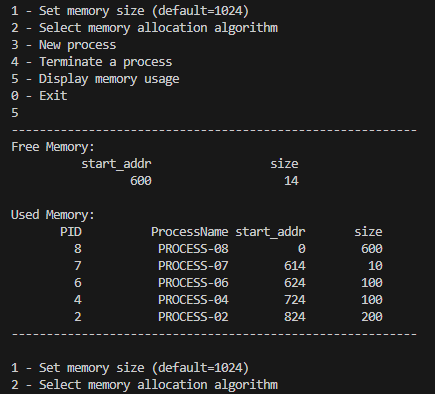 1 - Set memory size (default=1024)
2 - Select memory allocation algorithm
3 - New process
4 - Terminate a process
5 - Display memory usage
0 - Exit
5
----------------------------------------------------------
Free Memory:
start_addr size
600 14
Used Memory:
PID ProcessName start_addr size
8 PROCESS-08 0 600
7 PROCESS-07 614 10
6 PROCESS-06 624 100
4 PROCESS-04 724 100
2 PROCESS-02 824 200
----------------------------------------------------------
1 - Set memory size (default=1024)
2 - Select memory allocation algorithm